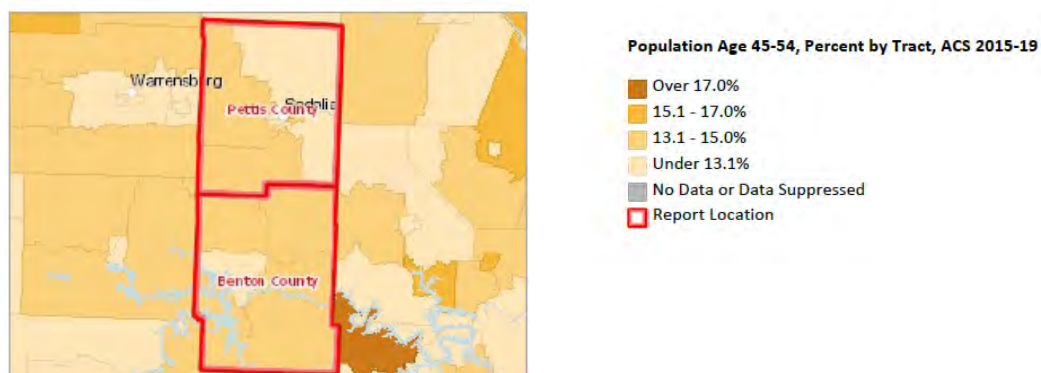 Population Age 45-54, Percent by Tract, ACS 2015-19
Over 17.0%
15.1 - 17.0%
13.1 - 15.0%
Under 13.1%
No Data or Data Suppressed
Report Location
Warrensburg
Sedalia
Pettis County
Benton County